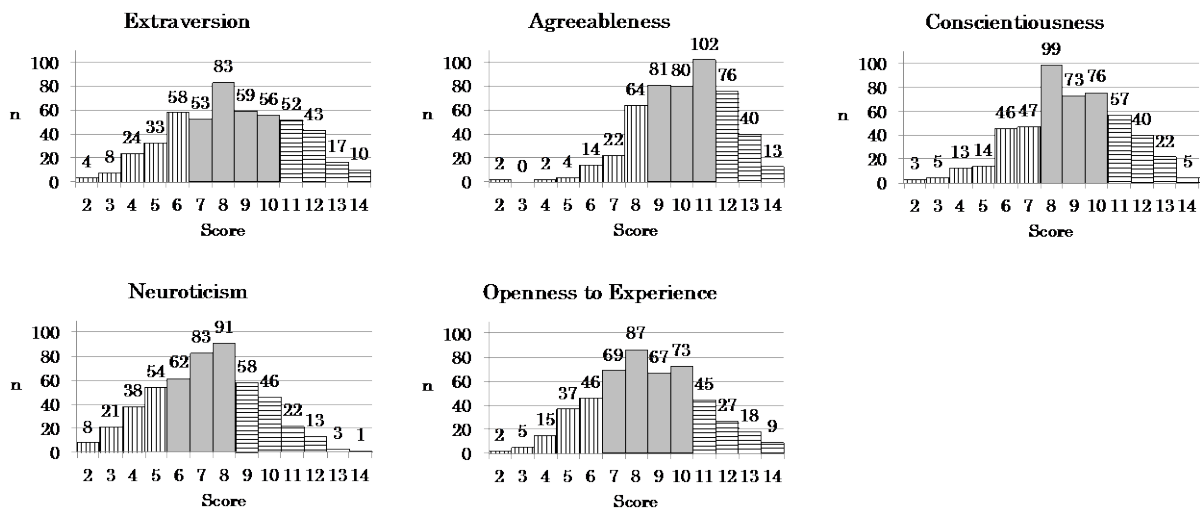 Extraversion
n
100
80
60
40
20
0
4 8 24 33 58 53 83 59 56 52 43 17 10
2 3 4 5 6 7 8 9 10 11 12 13 14
Score
Agreeableness
n
100
80
60
40
20
0
2 0 2 4 14 22 64 81 80 102 76 40 13
2 3 4 5 6 7 8 9 10 11 12 13 14
Score
Conscientiousness
n
100
80
60
40
20
0
3 5 13 14 46 47 99 73 76 57 40 22 5
2 3 4 5 6 7 8 9 10 11 12 13 14
Score
Neuroticism
n
100
80
60
40
20
0
8 21 38 54 62 83 91 58 46 22 13 3 1
2 3 4 5 6 7 8 9 10 11 12 13 14
Score
Openness to Experience
n
100
80
60
40
20
0
2 5 15 37 46 69 87 67 73 45 27 18 9
2 3 4 5 6 7 8 9 10 11 12 13 14
Score